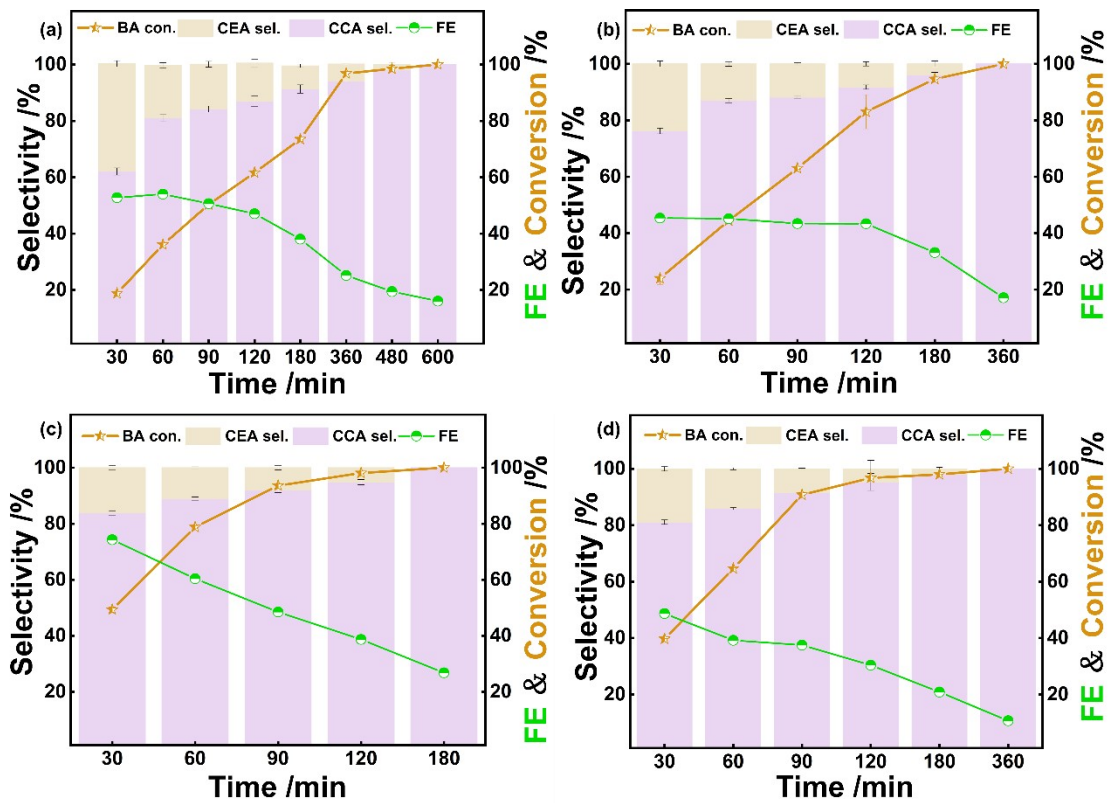 (a) BA con. CEA sel. CCA sel. FE
100 100
80 80
60 60
40 40
20 20
Selectivity /%
FE & Conversion /%
30 60 90 120 180 360 480 600
Time /min
(b) BA con. CEA sel. CCA sel. FE
100 100
80 80
60 60
40 40
20 20
Selectivity /%
FE & Conversion /%
30 60 90 120 180 360
Time /min
(c) BA con. CEA sel. CCA sel. FE
100 100
80 80
60 60
40 40
20 20
Selectivity /%
FE & Conversion /%
30 60 90 120 180
Time /min
(d) BA con. CEA sel. CCA sel. FE
100 100
80 80
60 60
40 40
20 20
Selectivity /%
FE & Conversion /%
30 60 90 120 180 360
Time /min